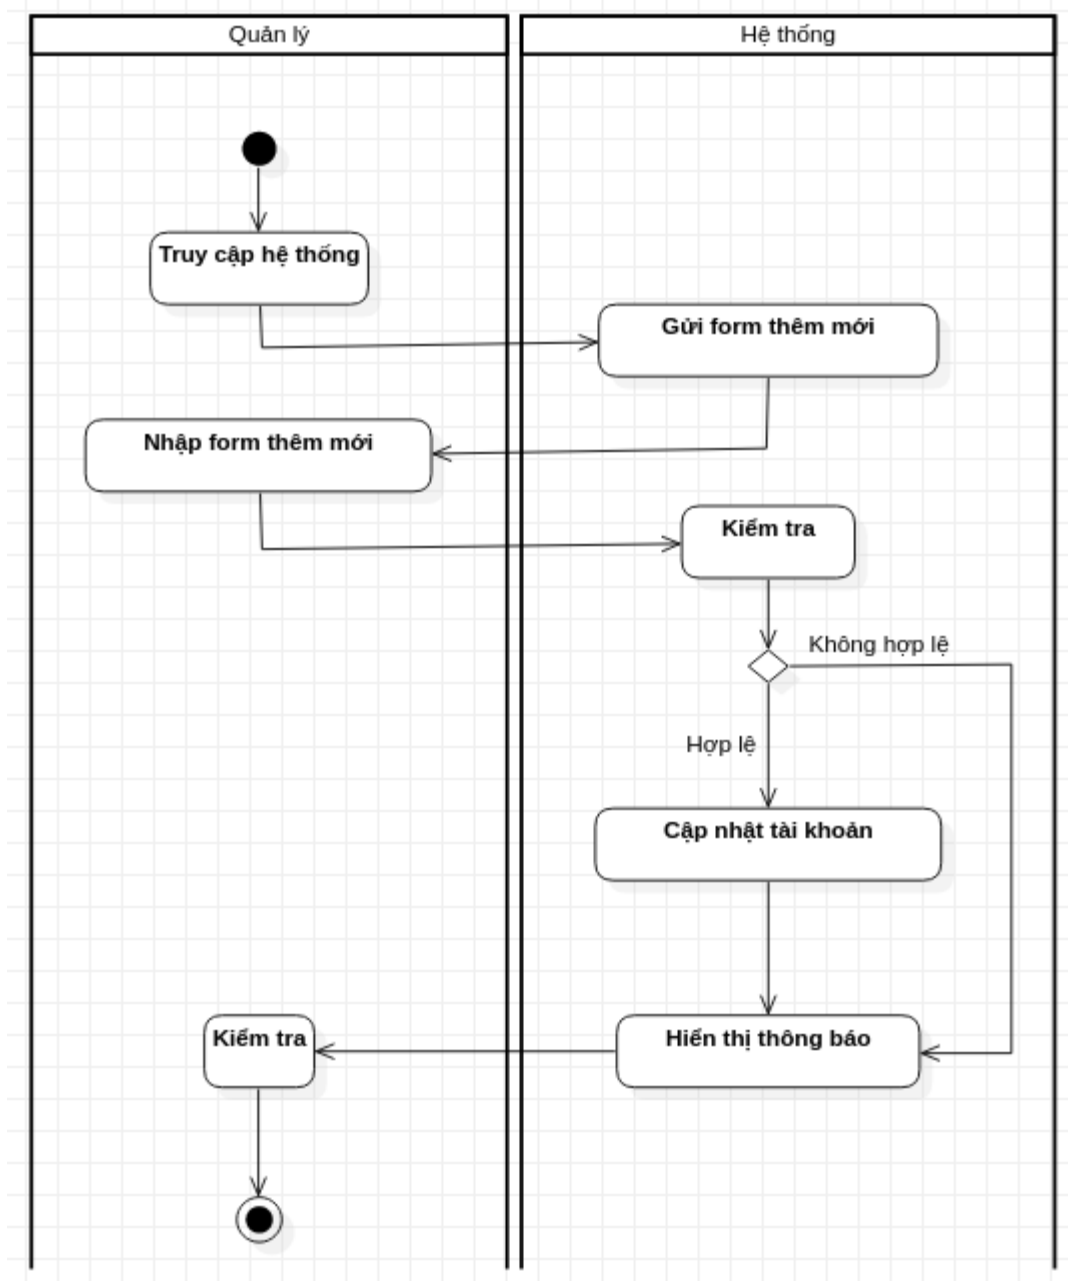 Quản lý
Hệ thống
Truy cập hệ thống
Gửi form thêm mới
Nhập form thêm mới
Kiểm tra
Không hợp lệ
Hợp lệ
Cập nhật tài khoản
Kiểm tra
Hiển thị thông báo